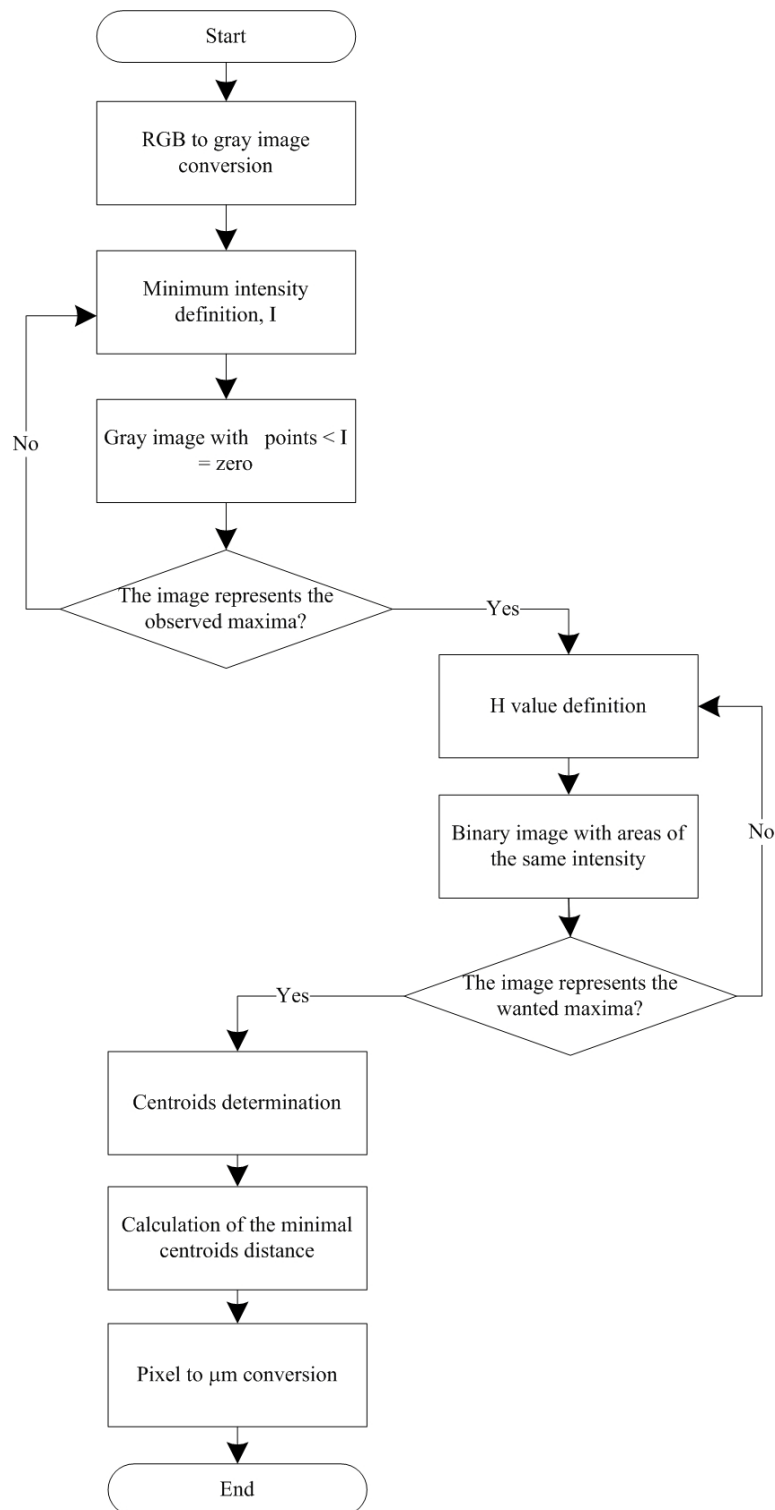 Start
RGB to gray image
conversion
Minimum intensity
definition, I
Gray image with points < I
= zero
No
The image represents the
observed maxima?
Yes
H value definition
Binary image with areas of
the same intensity
No
The image represents the
wanted maxima?
Yes
Centroids determination
Calculation of the minimal
centroids distance
Pixel to μm conversion
End